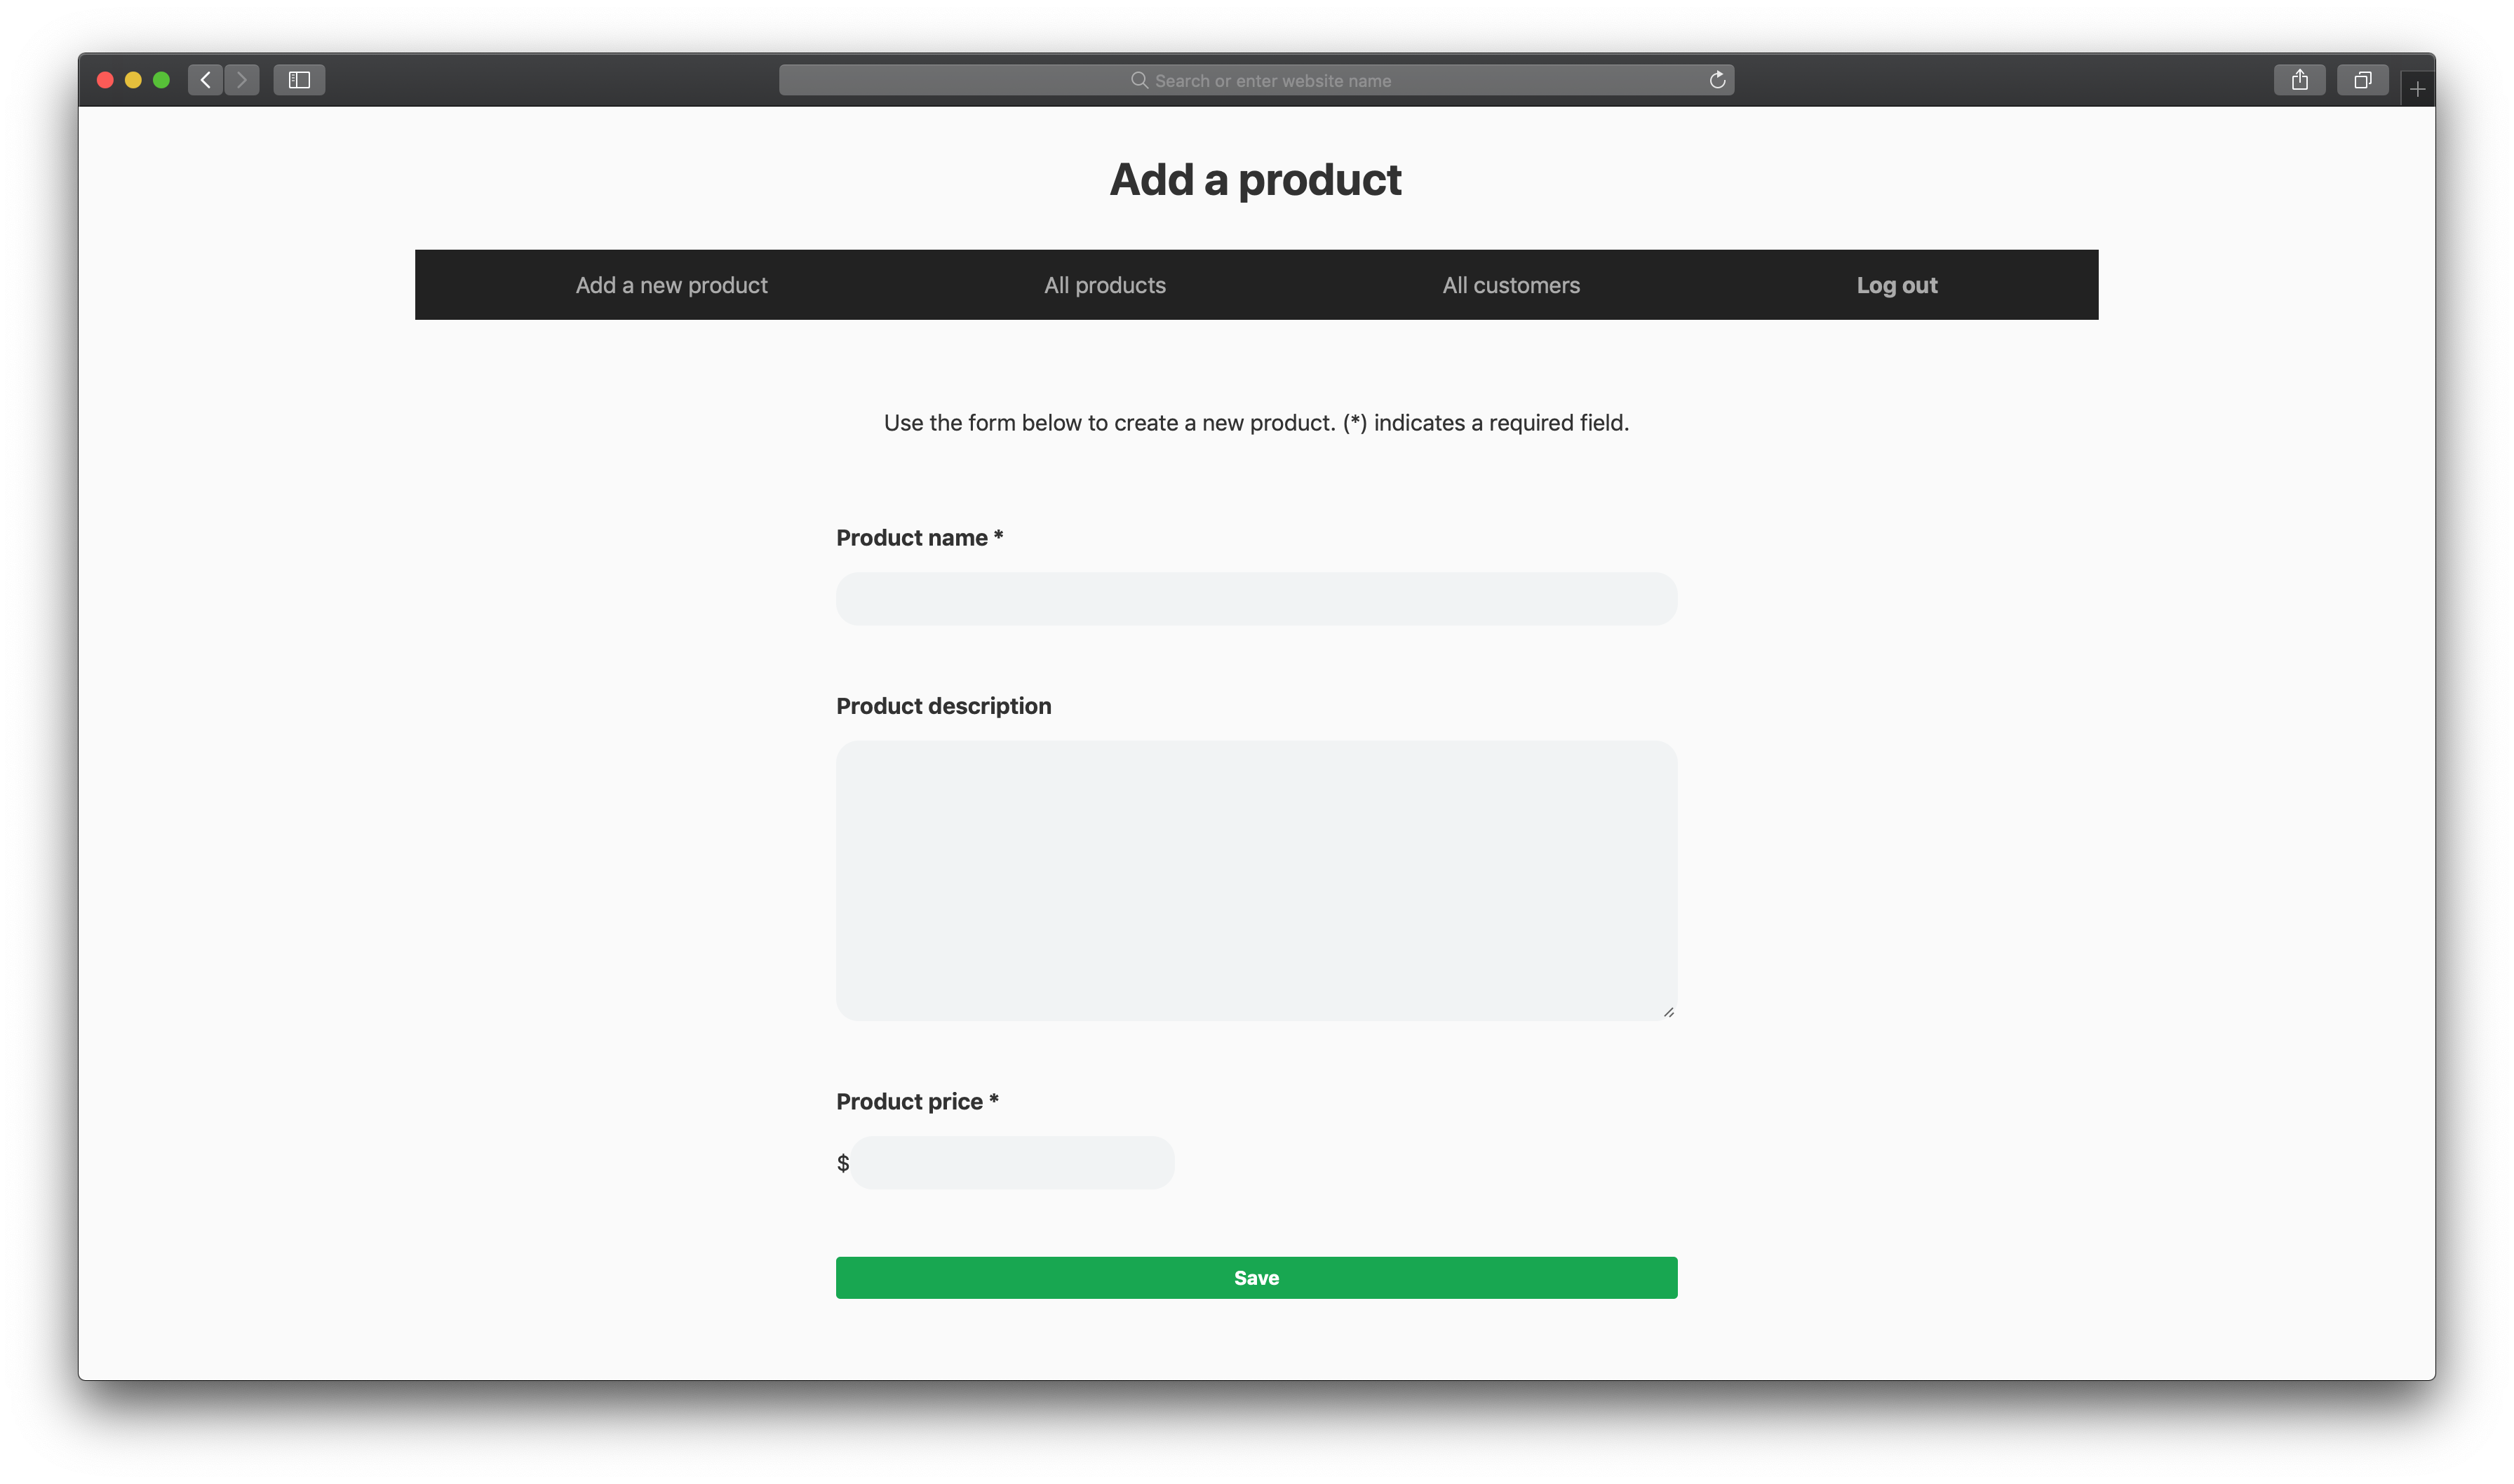 Search or enter website name
Add a product
Add a new product All products All customers Log out
Use the form below to create a new product. (*) indicates a required field.
Product name *
Product description
Product price *
$
Save